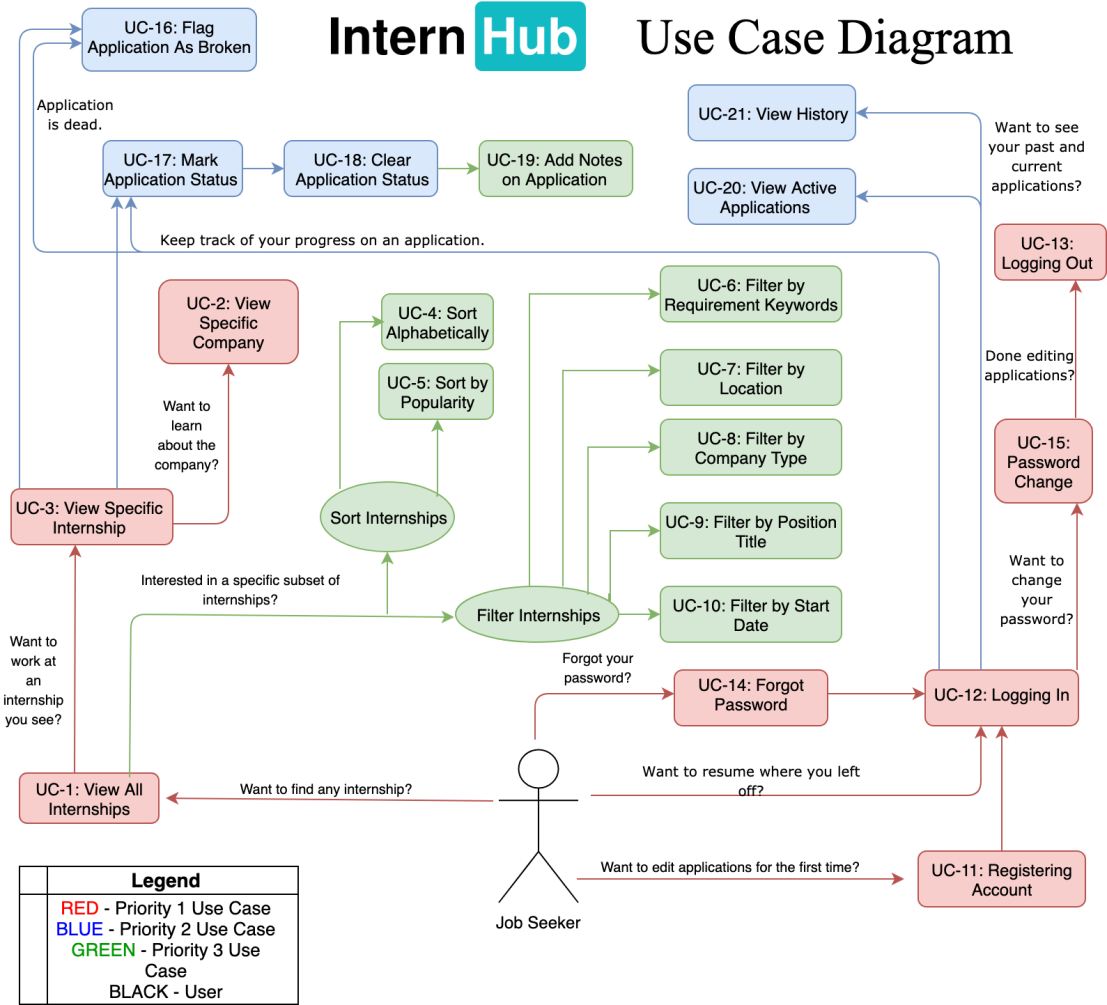 UC-16: Flag
Application As Broken
Intern Hub
Use Case Diagram
Application
is dead.
UC-21: View History
Want to see
your past and
current
applications?
UC-17: Mark
Application Status
UC-18: Clear
Application Status
UC-19: Add Notes
on Application
UC-20: View Active
Applications
Keep track of your progress on an application.
UC-13:
Logging Out
UC-2: View
Specific
Company
UC-4: Sort
Alphabetically
UC-6: Filter by
Requirement Keywords
UC-5: Sort by
Popularity
UC-7: Filter by
Location
Done editing
applications?
Want to
learn
about the
company?
UC-8: Filter by
Company Type
UC-15:
Password
Change
UC-3: View Specific
Internship
Sort Internships
UC-9: Filter by Position
Title
Interested in a specific subset of
internships?
Filter Internships
UC-10: Filter by Start
Date
Want to
change
your
password?
Want to
work at
an
internship
you see?
Forgot your
password?
UC-14: Forgot
Password
UC-12: Logging In
UC-1: View All
Internships
Want to find any internship?
Want to resume where you left
off?
Want to edit applications for the first time?
UC-11: Registering
Account
Job Seeker
Legend
RED - Priority 1 Use Case
BLUE - Priority 2 Use Case
GREEN - Priority 3 Use
Case
BLACK - User